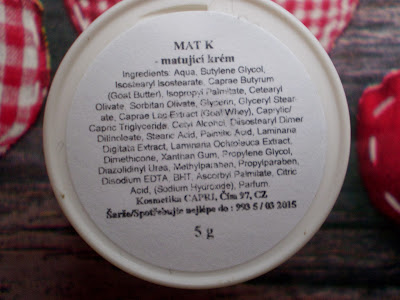 MAT K
- matující krém
Ingredients: Aqua, Butylene Glycol,
Isostearyl Isostearate, Caprae Butyrum
(Goat Butter), Isopropyl Palmitate, Cetearyl
Olivate, Sorbitan Olivate, Glycerin, Glyceryl Stear-
ate, Caprae Lac Extract (Goat Whey), Caprylic/
Capric Triglyceride, Cetyl Alcohol, Diisostearyl Dimer
Dilinoleate, Stearic Acid, Palmitic Acid, Laminaria
Digitata Extract, Laminaria Ochroleuca Extract,
Dimethicone, Xanthan Gum, Propylene Glycol,
Diazolidinyl Urea, Methylparaben, Propylparaben,
Disodium EDTA, BHT, Ascorbyl Palmitate, Citric
Acid, (Sodium Hydroxide), Parfum.
Kosmetika CAPRI, Čím 97, CZ
Šarže/Spotřebujte nejlépe do : 993 5 / 03 2015
5 g